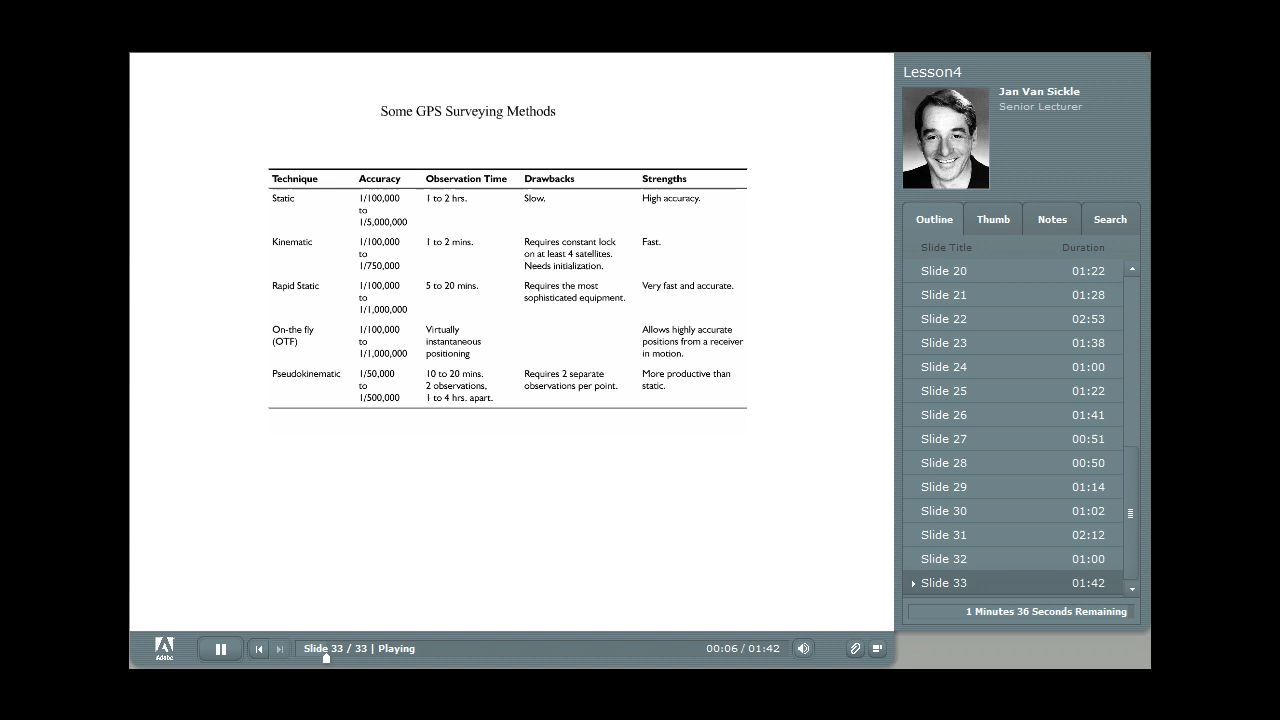 Some GPS Surveying Methods
Technique Accuracy Observation Time Drawbacks Strengths
Static 1/100,000 1 to 2 hrs. Slow. High accuracy.
to
1/5,000,000
Kinematic 1/100,000 1 to 2 mins. Requires constant lock Fast.
to on at least 4 satellites.
1/750,000 Needs initialization.
Rapid Static 1/100,000 5 to 20 mins. Requires the most Very fast and accurate.
to sophisticated equipment.
1/1,000,000
On-the fly 1/100,000 Virtually Allows highly accurate
(OTF) to instantaneous positions from a receiver
1/1,000,000 positioning in motion.
Pseudokinematic 1/50,000 10 to 20 mins. Requires 2 separate More productive than
to 2 observations, observations per point. static.
1/500,000 1 to 4 hrs. apart.
Lesson4
Jan Van Sickle
Senior Lecturer
Outline Thumb Notes Search
Slide Title Duration
Slide 20 01:22
Slide 21 01:28
Slide 22 02:53
Slide 23 01:38
Slide 24 01:00
Slide 25 01:22
Slide 26 01:41
Slide 27 00:51
Slide 28 00:50
Slide 29 01:14
Slide 30 01:02
Slide 31 02:12
Slide 32 01:00
Slide 33 01:42
1 Minutes 36 Seconds Remaining
Adobe
Slide 33 / 33 | Playing 00:06 / 01:42